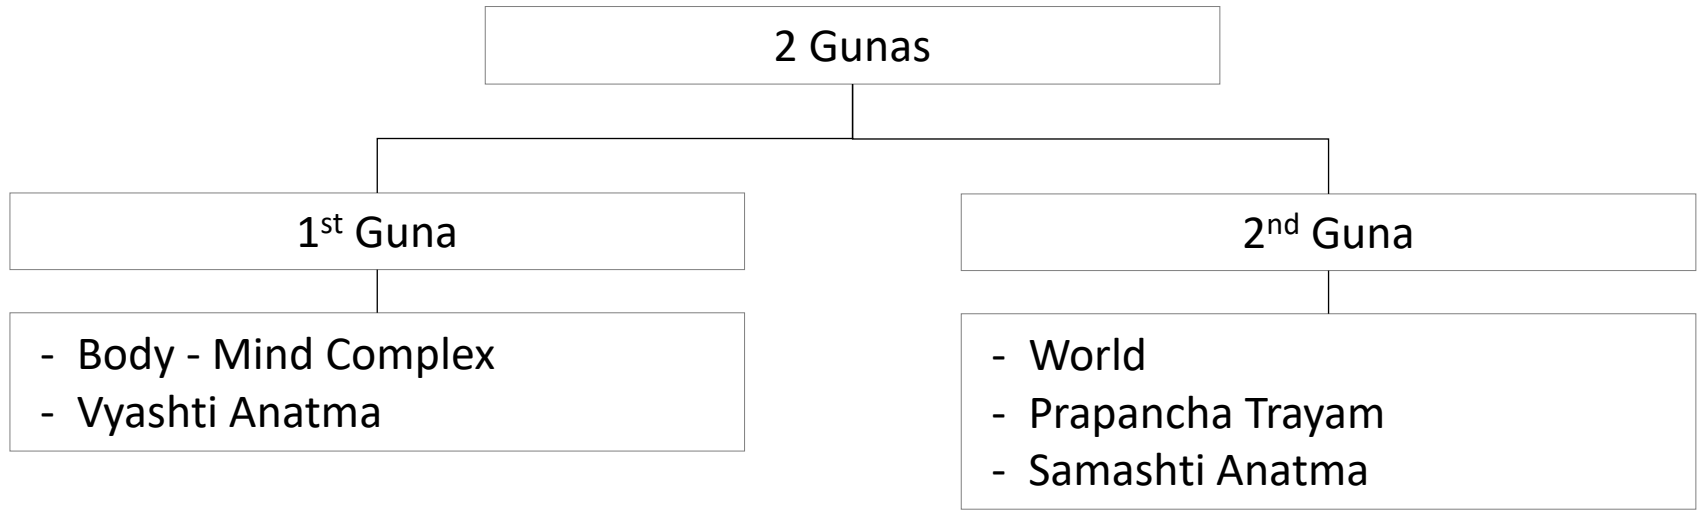 2 Gunas
1st Guna
2nd Guna
- Body - Mind Complex
- Vyashti Anatma
- World
- Prapancha Trayam
- Samashti Anatma